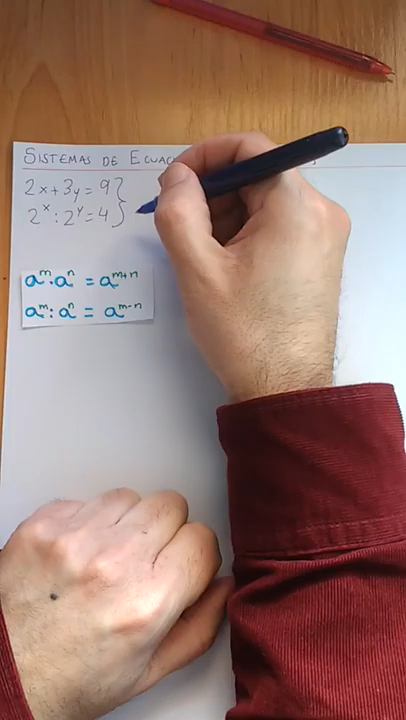 SISTEMAS DE ECUAC
2x+3y=9}
2^x:2^y=4}
a^m·a^n = a^{m+n}
a^m:a^n = a^{m-n}